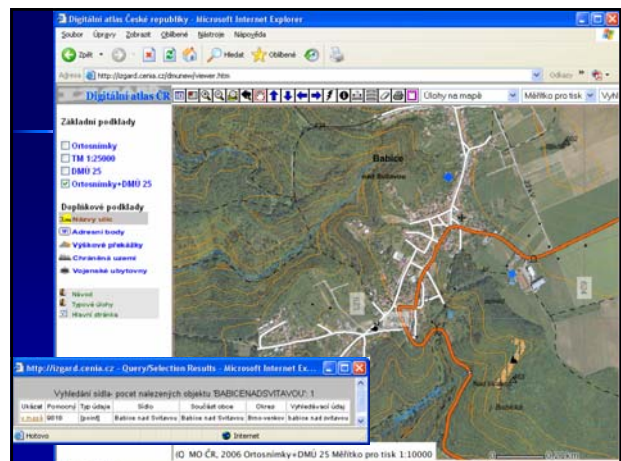 Digitální atlas České republiky - Microsoft Internet Explorer
Soubor Úpravy Zobrazit Oblíbené Nástroje Nápověda
Zpět Hledat Oblíbené
Adresa http://izgard.cenia.cz/dmunew/viewer.htm Odkazy
Digitální atlas ČR Úlohy na mapě Měřítko pro tisk Vyhl
Základní podklady
Ortosnímky
TM 1:25000
DMÚ 25
Ortosnímky+DMÚ 25
Doplňkové podklady
Názvy ulic
Adresní body
Výškové překážky
Chráněná území
Vojenské ubytovny
Návod
Typové úlohy
Hlavní stránka
Babice
nad Svitavou
http://izgard.cenia.cz - Query/Selection Results - Microsoft Internet Ex...
Vyhledání sídla- pocet nalezených objektu 'BABICENADSVITAVOU': 1
Ukázat Pomocný Typ údaje Sídlo Součást obce Okres Vyhledávací údaj
v mapě 9018 [point] Babice nad Svitavou Babice nad Svitavou Brno-venkov babice nad svitavou
Hotovo Internet
(C) MO ČR, 2006 Ortosnímky+DMÚ 25 Měřítko pro tisk 1:10000